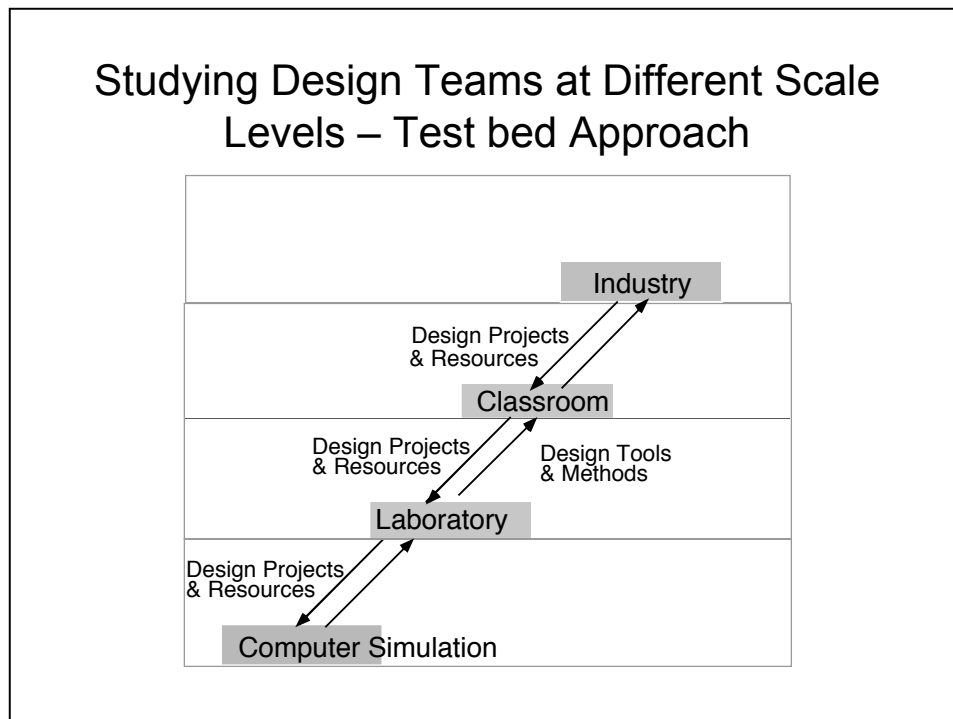 Studying Design Teams at Different Scale
Levels – Test bed Approach
Industry
Design Projects
& Resources
Classroom
Design Projects
& Resources
Design Tools
& Methods
Laboratory
Design Projects
& Resources
Computer Simulation